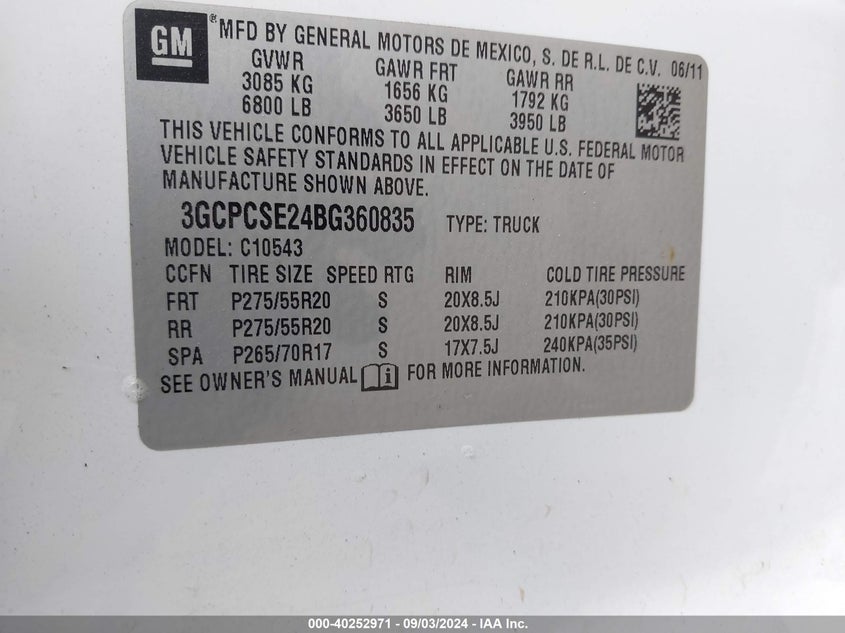 GM ® MFD BY GENERAL MOTORS DE MEXICO, S. DE R.L. DE C.V. 06/11
GVWR GAWR FRT GAWR RR
3085 KG 1656 KG 1792 KG
6800 LB 3650 LB 3950 LB
THIS VEHICLE CONFORMS TO ALL APPLICABLE U.S. FEDERAL MOTOR
VEHICLE SAFETY STANDARDS IN EFFECT ON THE DATE OF
MANUFACTURE SHOWN ABOVE.
3GCPCSE24BG360835 TYPE: TRUCK
MODEL: C10543
CCFN TIRE SIZE SPEED RTG RIM COLD TIRE PRESSURE
FRT P275/55R20 S 20X8.5J 210KPA(30PSI)
RR P275/55R20 S 20X8.5J 210KPA(30PSI)
SPA P265/70R17 S 17X7.5J 240KPA(35PSI)
SEE OWNER'S MANUAL i FOR MORE INFORMATION.
000-40252971 - 09/03/2024 - IAA Inc.